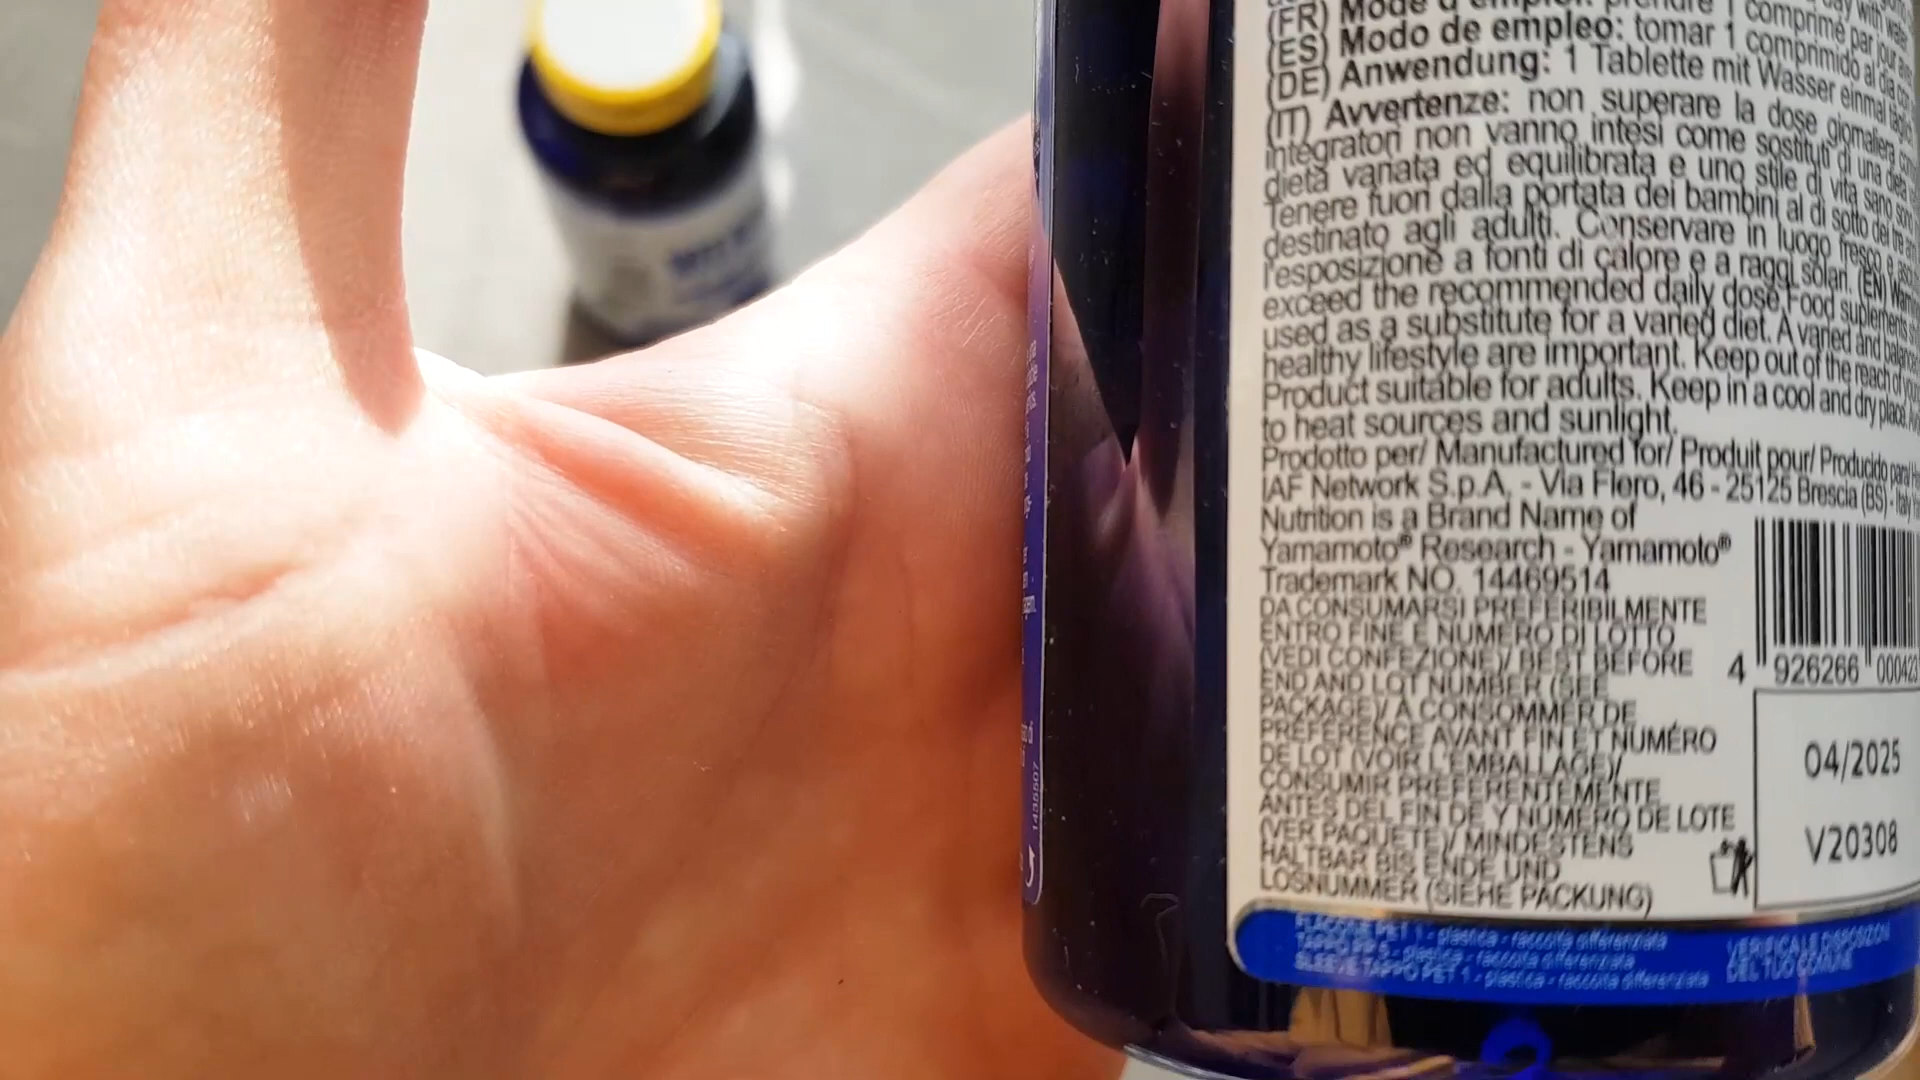 (FR) Mode d'emploi: prendre 1 comprimé par jour
(ES) Modo de empleo: tomar 1 comprimido al día
(DE) Anwendung: 1 Tablette mit Wasser einmal
(IT) Avvertenze: non superare la dose giornaliera
integratori non vanno intesi come sostituti di una dieta
dieta variata ed equilibrata e uno stile di vita sano
Tenere fuori dalla portata dei bambini al di sotto dei tre
destinato agli adulti. Conservare in luogo fresco e
l'esposizione a fonti di calore e a raggi solari. (EN)
exceed the recommended daily dose,Food suplements
used as a substitute for a varied diet. A varied and
healthy lifestyle are important. Keep out of the reach of
Product suitable for adults. Keep in a cool and dry place.
to heat sources and sunlight.
Prodotto per/ Manufactured for/ Produit pour/ Producido para/
IAF Network S.p.A. - Via Flero, 46 - 25125 Brescia (BS) -
Nutrition is a Brand Name of
Yamamoto® Research - Yamamoto®
Trademark NO. 14469514
DA CONSUMARSI PREFERIBILMENTE
ENTRO FINE E NUMERO DI LOTTO
(VEDI CONFEZIONE)/ BEST BEFORE
END AND LOT NUMBER (SEE
PACKAGE)/ A CONSOMMER DE
PRÉFÉRENCE AVANT FIN ET NUMÉRO
DE LOT (VOIR L'EMBALLAGE)/
CONSUMIR PREFERENTEMENTE
ANTES DEL FIN DE Y NÚMERO DE LOTE
(VER PAQUETE)/ MINDESTENS
HALTBAR BIS ENDE UND
LOSNUMMER (SIEHE PACKUNG)
4 926266 000423
04/2025
V20308
FLACONE PET 1 - plastica - raccolta differenziata
TAPPO PP 5 - plastica - raccolta differenziata
SLEEVE TAPPO PET 1 - plastica - raccolta differenziata
VERIFICA LE DISPOSIZIONI
DEL TUO COMUNE
1435507